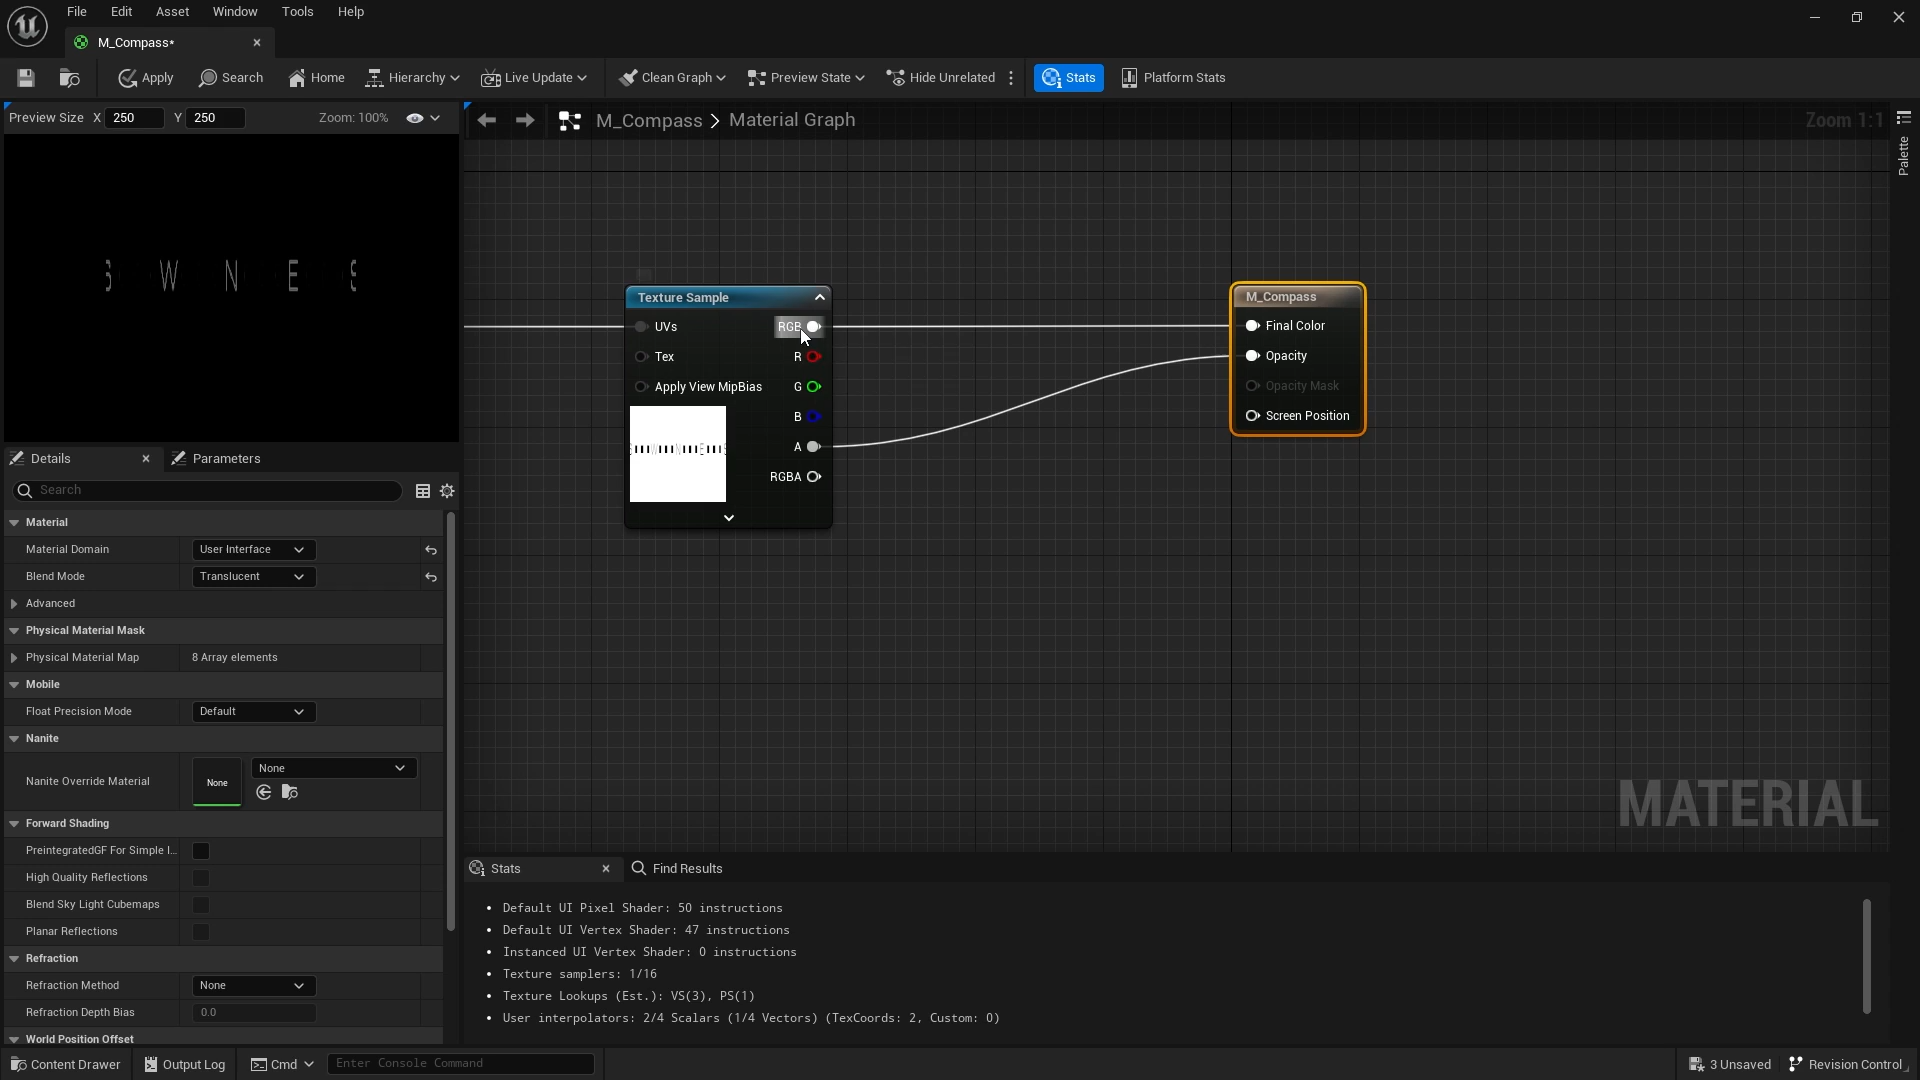 File Edit Asset Window Tools Help
M_Compass*
Apply Search Home Hierarchy Live Update Clean Graph Preview State Hide Unrelated Stats Platform Stats
Preview Size X 250 Y 250 Zoom: 100%
M_Compass > Material Graph
Zoom 1:1
Palette
S W N E S
Texture Sample
UVs RGB
Tex R
Apply View MipBias G
B
A
RGBA
M_Compass
Final Color
Opacity
Opacity Mask
Screen Position
MATERIAL
Details Parameters
Search
Material
Material Domain User Interface
Blend Mode Translucent
Advanced
Physical Material Mask
Physical Material Map 8 Array elements
Mobile
Float Precision Mode Default
Nanite
Nanite Override Material None None
Forward Shading
PreintegratedGF For Simple I...
High Quality Reflections
Blend Sky Light Cubemaps
Planar Reflections
Refraction
Refraction Method None
Refraction Depth Bias 0.0
World Position Offset
Stats Find Results
• Default UI Pixel Shader: 50 instructions
• Default UI Vertex Shader: 47 instructions
• Instanced UI Vertex Shader: 0 instructions
• Texture samplers: 1/16
• Texture Lookups (Est.): VS(3), PS(1)
• User interpolators: 2/4 Scalars (1/4 Vectors) (TexCoords: 2, Custom: 0)
Content Drawer Output Log Cmd Enter Console Command 3 Unsaved Revision Control